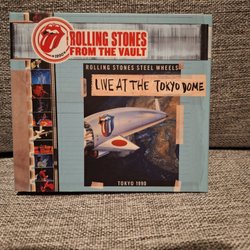 ROLLING STONES
FROM THE VAULT
ROLLING STONES STEEL WHEELS
LIVE AT THE TOKYO DOME
TOKYO 1990